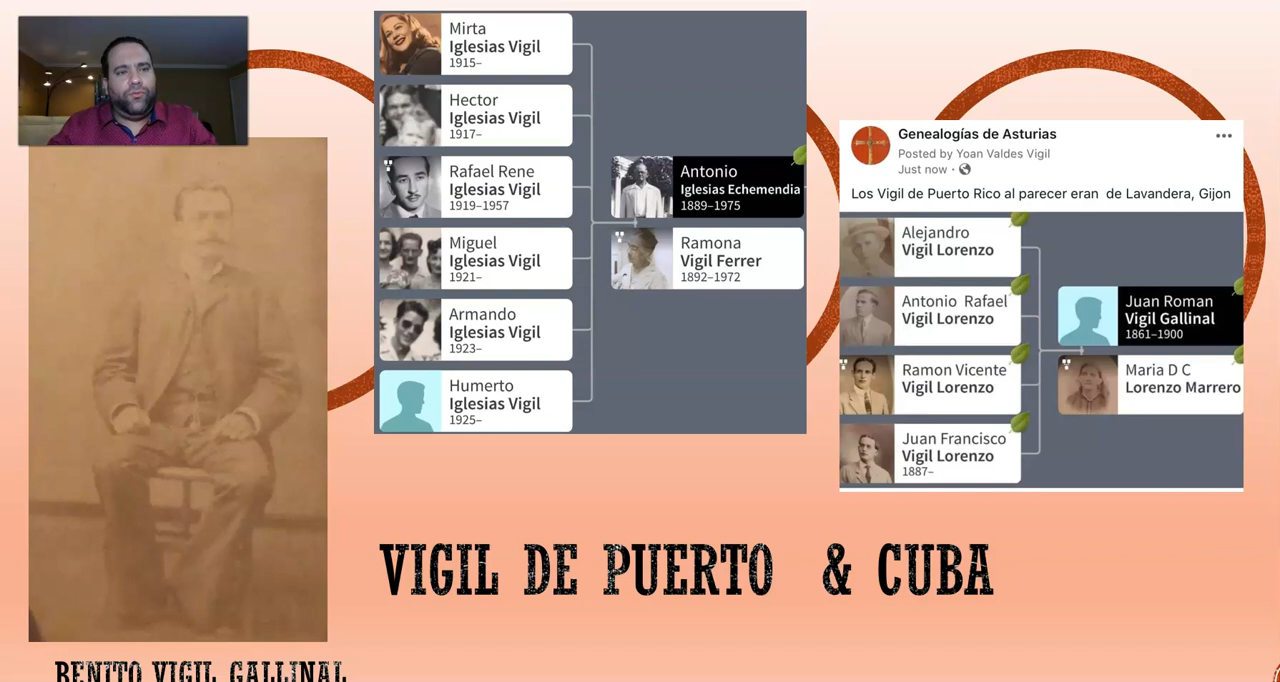 Mirta
Iglesias Vigil
1915–
Hector
Iglesias Vigil
1917–
Rafael Rene
Iglesias Vigil
1919–1957
Miguel
Iglesias Vigil
1921–
Armando
Iglesias Vigil
1923–
Humerto
Iglesias Vigil
1925–
Antonio
Iglesias Echemendia
1889–1975
Ramona
Vigil Ferrer
1892–1972
Genealogías de Asturias
Posted by Yoan Valdes Vigil
Just now ·
Los Vigil de Puerto Rico al parecer eran de Lavandera, Gijon
Alejandro
Vigil Lorenzo
Antonio Rafael
Vigil Lorenzo
Ramon Vicente
Vigil Lorenzo
Juan Francisco
Vigil Lorenzo
1887–
Juan Roman
Vigil Gallinal
1861–1900
Maria D C
Lorenzo Marrero
VIGIL DE PUERTO & CUBA
BENITO VIGIL GALLINAL